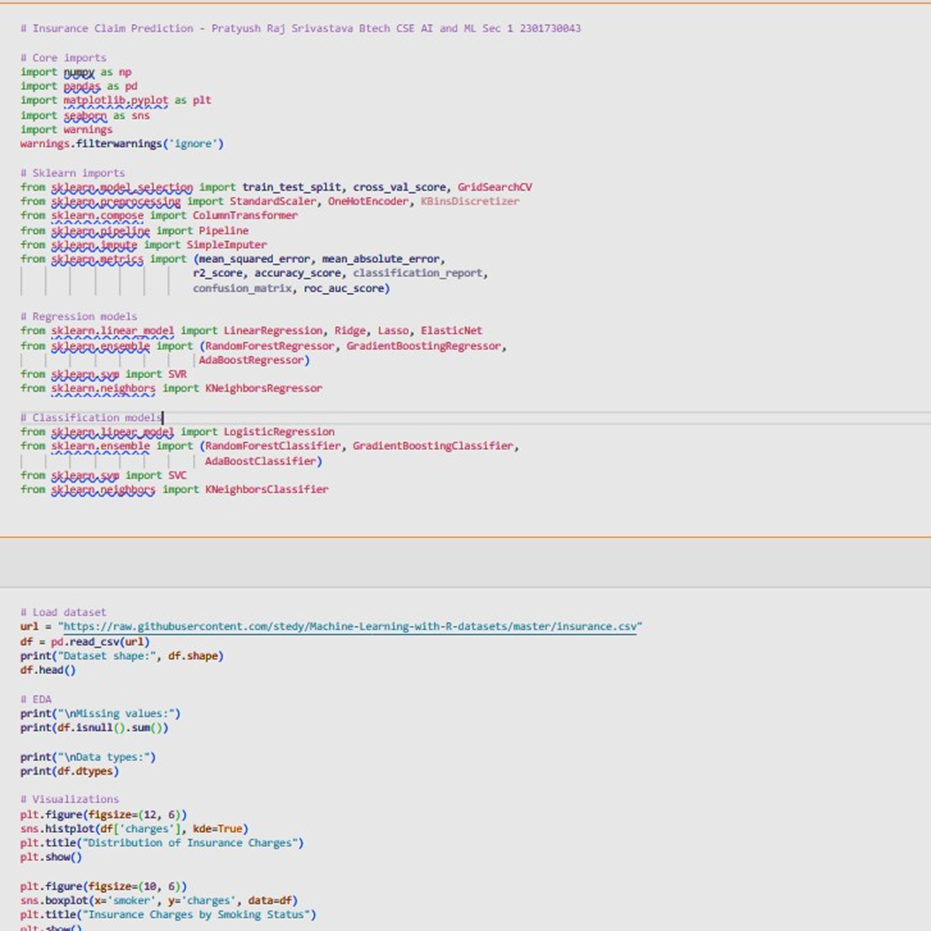 # Insurance Claim Prediction - Pratyush Raj Srivastava Btech CSE AI and ML Sec 1 2301730043
# Core imports
import numpy as np
import pandas as pd
import matplotlib.pyplot as plt
import seaborn as sns
import warnings
warnings.filterwarnings('ignore')
# Sklearn imports
from sklearn.model_selection import train_test_split, cross_val_score, GridSearchCV
from sklearn.preprocessing import StandardScaler, OneHotEncoder, KBinsDiscretizer
from sklearn.compose import ColumnTransformer
from sklearn.pipeline import Pipeline
from sklearn.impute import SimpleImputer
from sklearn.metrics import (mean_squared_error, mean_absolute_error,
r2_score, accuracy_score, classification_report,
confusion_matrix, roc_auc_score)
# Regression models
from sklearn.linear_model import LinearRegression, Ridge, Lasso, ElasticNet
from sklearn.ensemble import (RandomForestRegressor, GradientBoostingRegressor,
AdaBoostRegressor)
from sklearn.svm import SVR
from sklearn.neighbors import KNeighborsRegressor
# Classification models
from sklearn.linear_model import LogisticRegression
from sklearn.ensemble import (RandomForestClassifier, GradientBoostingClassifier,
AdaBoostClassifier)
from sklearn.svm import SVC
from sklearn.neighbors import KNeighborsClassifier
# Load dataset
url = "https://raw.githubusercontent.com/stedy/Machine-Learning-with-R-datasets/master/insurance.csv"
df = pd.read_csv(url)
print("Dataset shape:", df.shape)
df.head()
# EDA
print("\nMissing values:")
print(df.isnull().sum())
print("\nData types:")
print(df.dtypes)
# Visualizations
plt.figure(figsize=(12, 6))
sns.histplot(df['charges'], kde=True)
plt.title("Distribution of Insurance Charges")
plt.show()
plt.figure(figsize=(10, 6))
sns.boxplot(x='smoker', y='charges', data=df)
plt.title("Insurance Charges by Smoking Status")
plt.show()